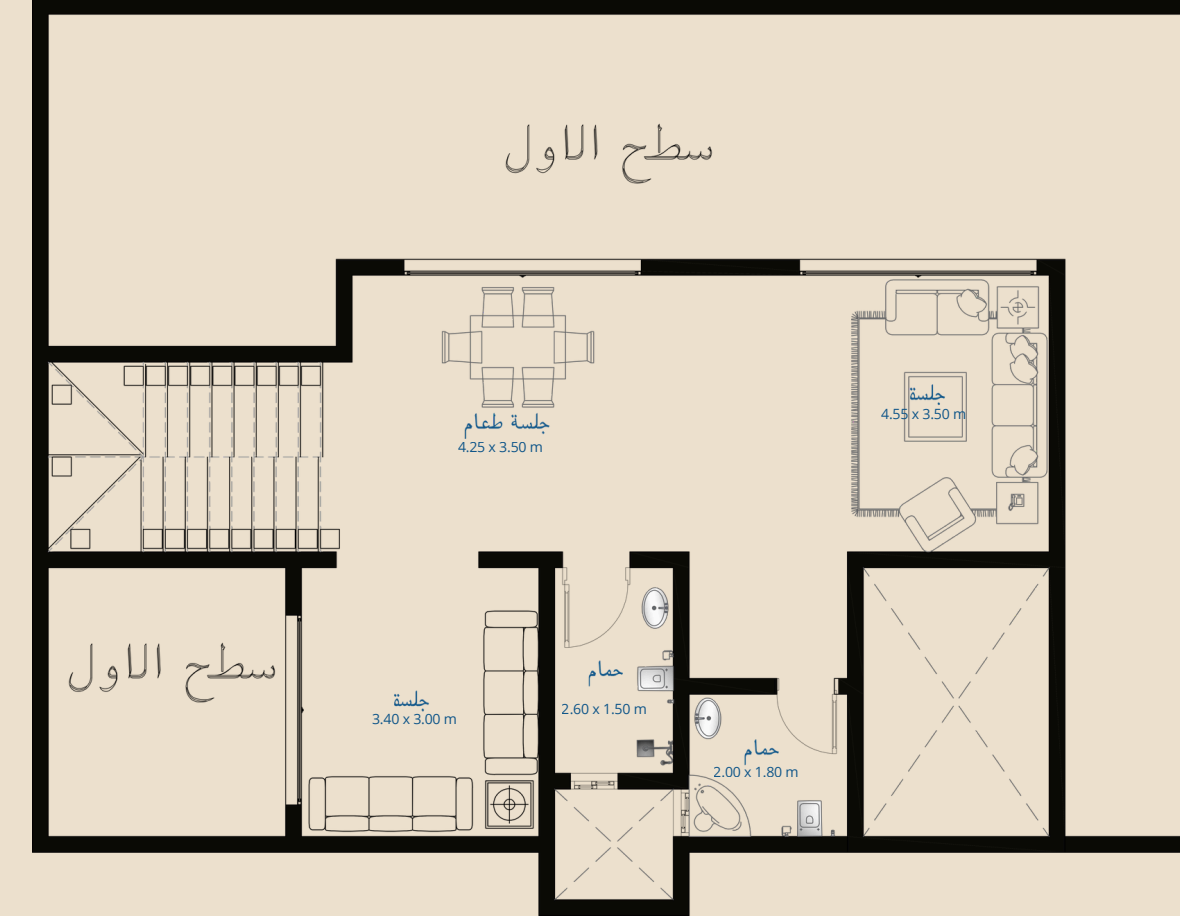 سطح الاول
جلسة
4.55 x 3.50 m
جلسة طعام
4.25 x 3.50 m
سطح الاول
جلسة
3.40 x 3.00 m
حمام
2.60 x 1.50 m
حمام
2.00 x 1.80 m